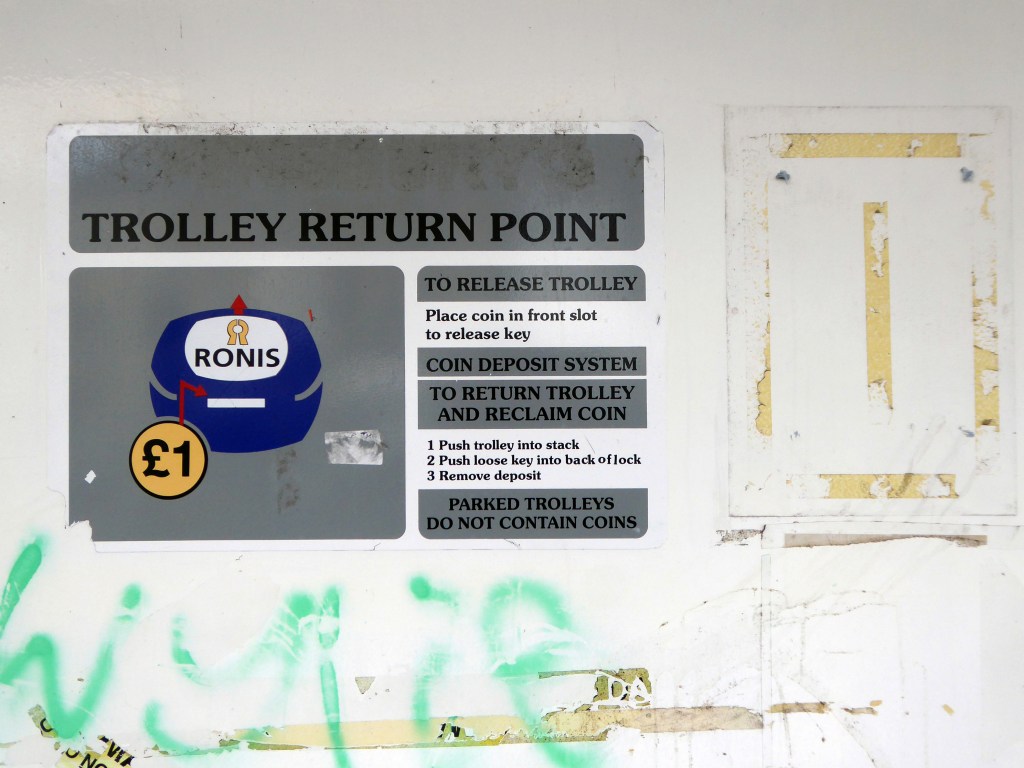 TROLLEY RETURN POINT
RONIS
£1
TO RELEASE TROLLEY
Place coin in front slot
to release key
COIN DEPOSIT SYSTEM
TO RETURN TROLLEY
AND RECLAIM COIN
1 Push trolley into stack
2 Push loose key into back of lock
3 Remove deposit
PARKED TROLLEYS
DO NOT CONTAIN COINS
DA